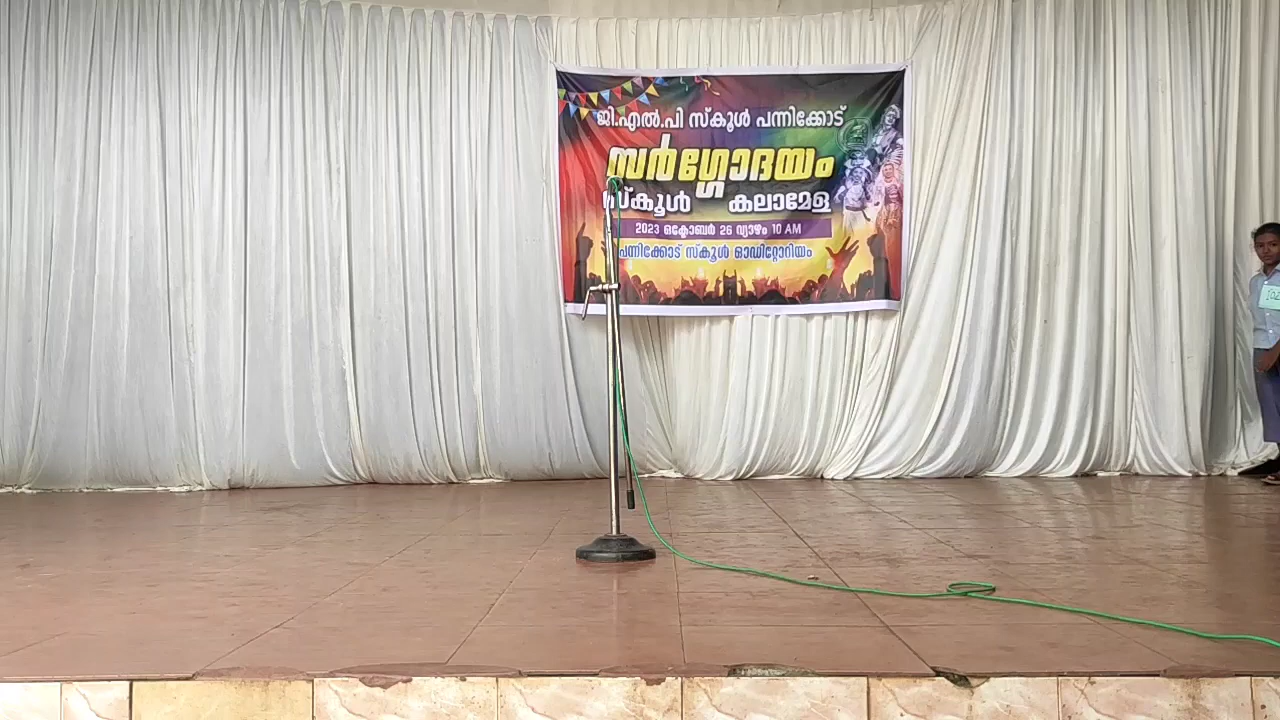 ജി.എൽ.പി സ്കൂൾ പന്നിക്കോട്
സർഗ്ഗോദയം
സ്കൂൾ കലാമേള
2023 ഒക്ടോബർ 26 വ്യാഴം 10 AM
പന്നിക്കോട് സ്കൂൾ ഓഡിറ്റോറിയം